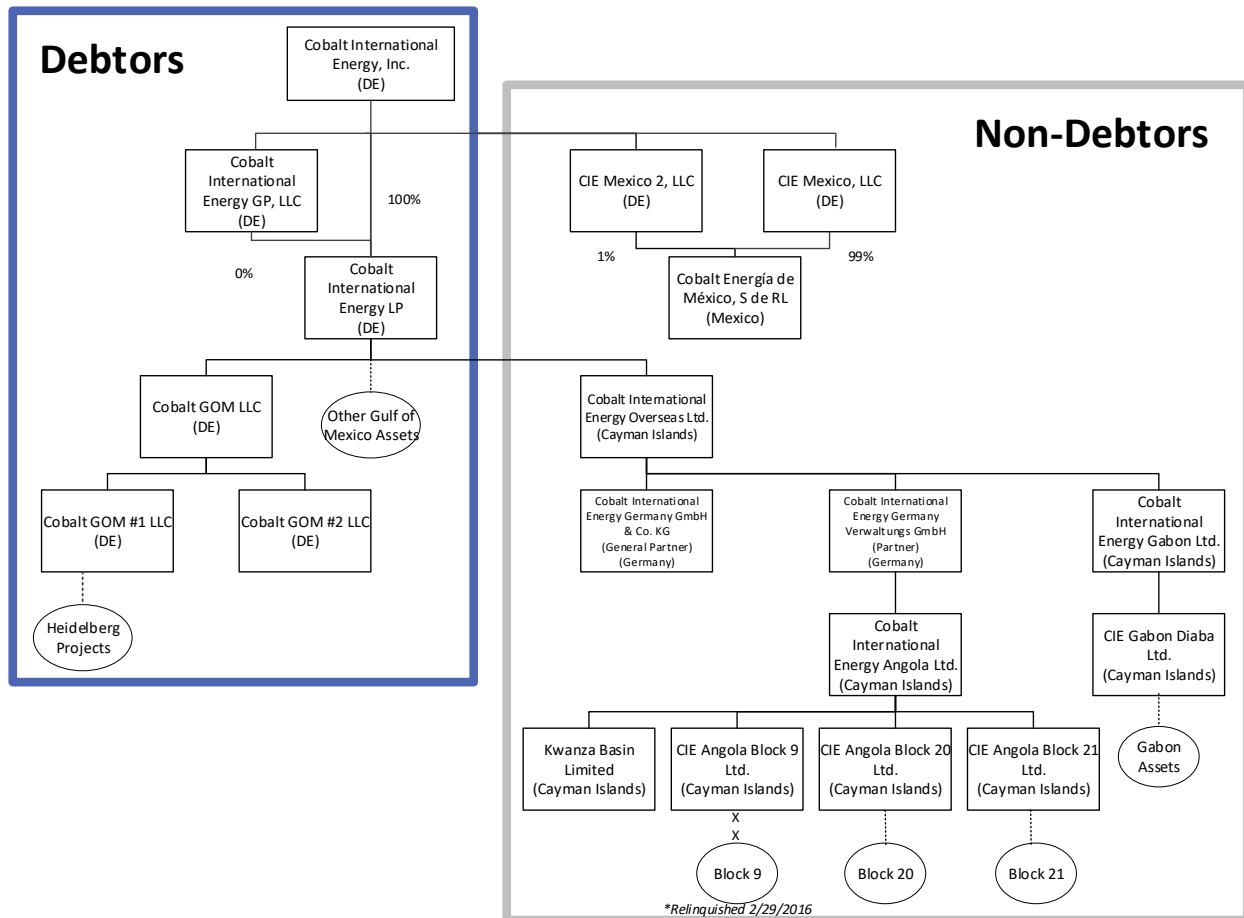 Debtors
Cobalt International
Energy, Inc.
(DE)
Non-Debtors
Cobalt
International
Energy GP, LLC
(DE)
100%
CIE Mexico 2, LLC
(DE)
CIE Mexico, LLC
(DE)
0%
1%
99%
Cobalt
International
Energy LP
(DE)
Cobalt Energía de
México, S de RL
(Mexico)
Cobalt GOM LLC
(DE)
Other Gulf of
Mexico Assets
Cobalt International
Energy Overseas Ltd.
(Cayman Islands)
Cobalt GOM #1 LLC
(DE)
Cobalt GOM #2 LLC
(DE)
Cobalt International
Energy Germany GmbH
& Co. KG
(General Partner)
(Germany)
Cobalt International
Energy Germany
Verwaltungs GmbH
(Partner)
(Germany)
Cobalt
International
Energy Gabon Ltd.
(Cayman Islands)
Heidelberg
Projects
Cobalt
International
Energy Angola Ltd.
(Cayman Islands)
CIE Gabon Diaba
Ltd.
(Cayman Islands)
Kwanza Basin
Limited
(Cayman Islands)
CIE Angola Block 9
Ltd.
(Cayman Islands)
CIE Angola Block 20
Ltd.
(Cayman Islands)
CIE Angola Block 21
Ltd.
(Cayman Islands)
Gabon
Assets
X
X
Block 9
Block 20
Block 21
*Relinquished 2/29/2016